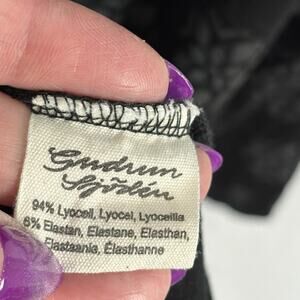 Gudrun
Sjödén
94% Lyocell, Lyocel, Lyocellia
6% Elastan, Elastane, Elasthan,
Elastaania, Élasthanne